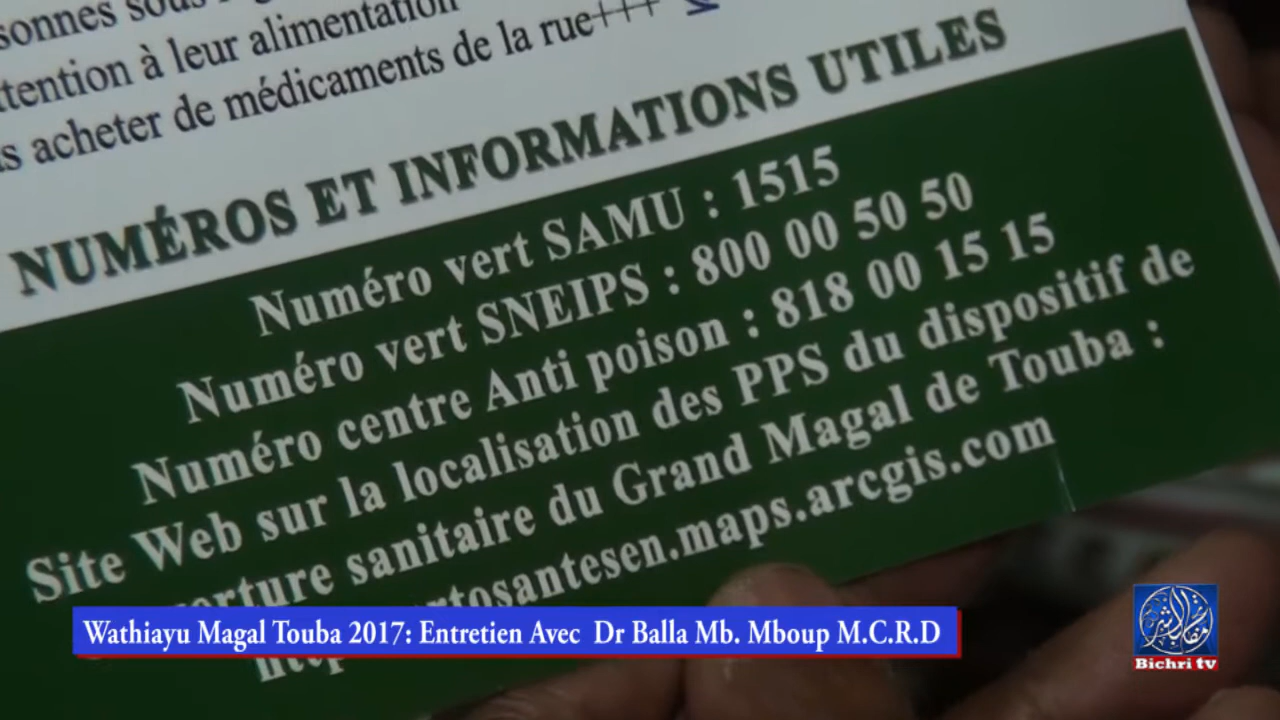 sonnes sous
ttention à leur alimentation
s acheter de médicaments de la rue+++
NUMÉROS ET INFORMATIONS UTILES
Numéro vert SAMU : 1515
Numéro vert SNEIPS : 800 00 50 50
Numéro centre Anti poison : 818 00 15 15
Site Web sur la localisation des PPS du dispositif de
erture sanitaire du Grand Magal de Touba :
rtosantesen.maps.arcgis.com
Wathiayu Magal Touba 2017: Entretien Avec Dr Balla Mb. Mboup M.C.R.D
Bichri tv